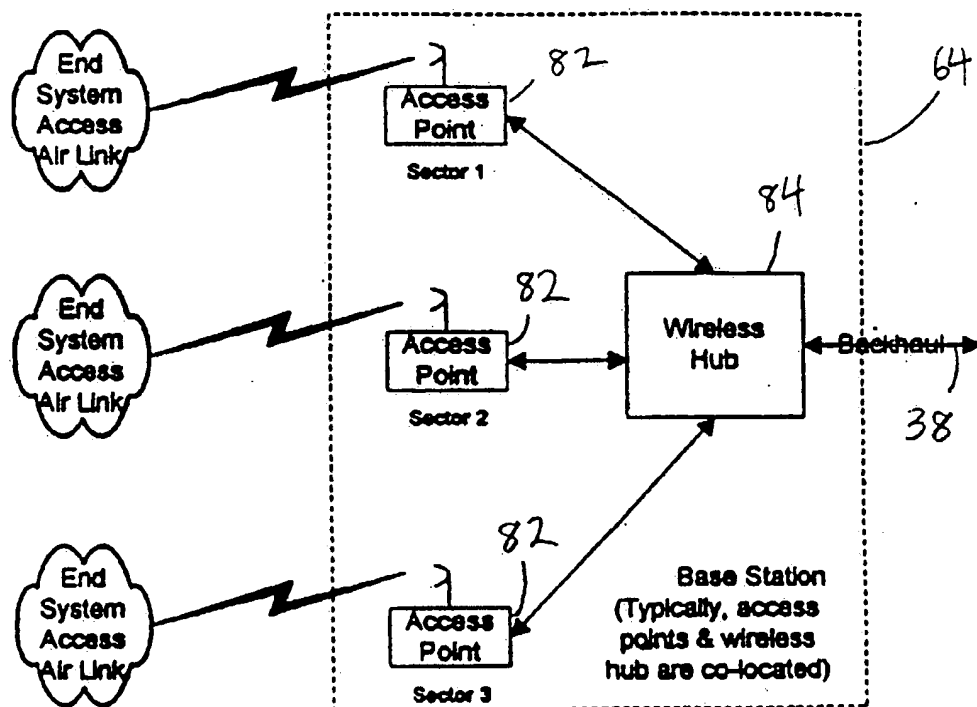 End
System
Access
Air Link
Access
Point
Sector 1
82
64
End
System
Access
Air Link
Access
Point
Sector 2
82
Wireless
Hub
84
Backhaul
38
End
System
Access
Air Link
Access
Point
Sector 3
82
Base Station
(Typically, access
points & wireless
hub are co-located)